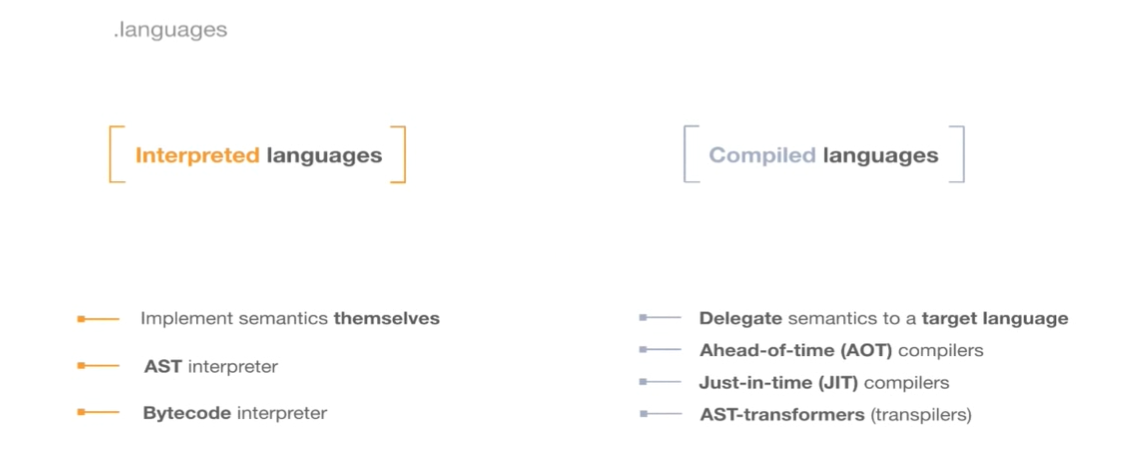 .languages
Interpreted languages
Compiled languages
Implement semantics themselves
AST interpreter
Bytecode interpreter
Delegate semantics to a target language
Ahead-of-time (AOT) compilers
Just-in-time (JIT) compilers
AST-transformers (transpilers)